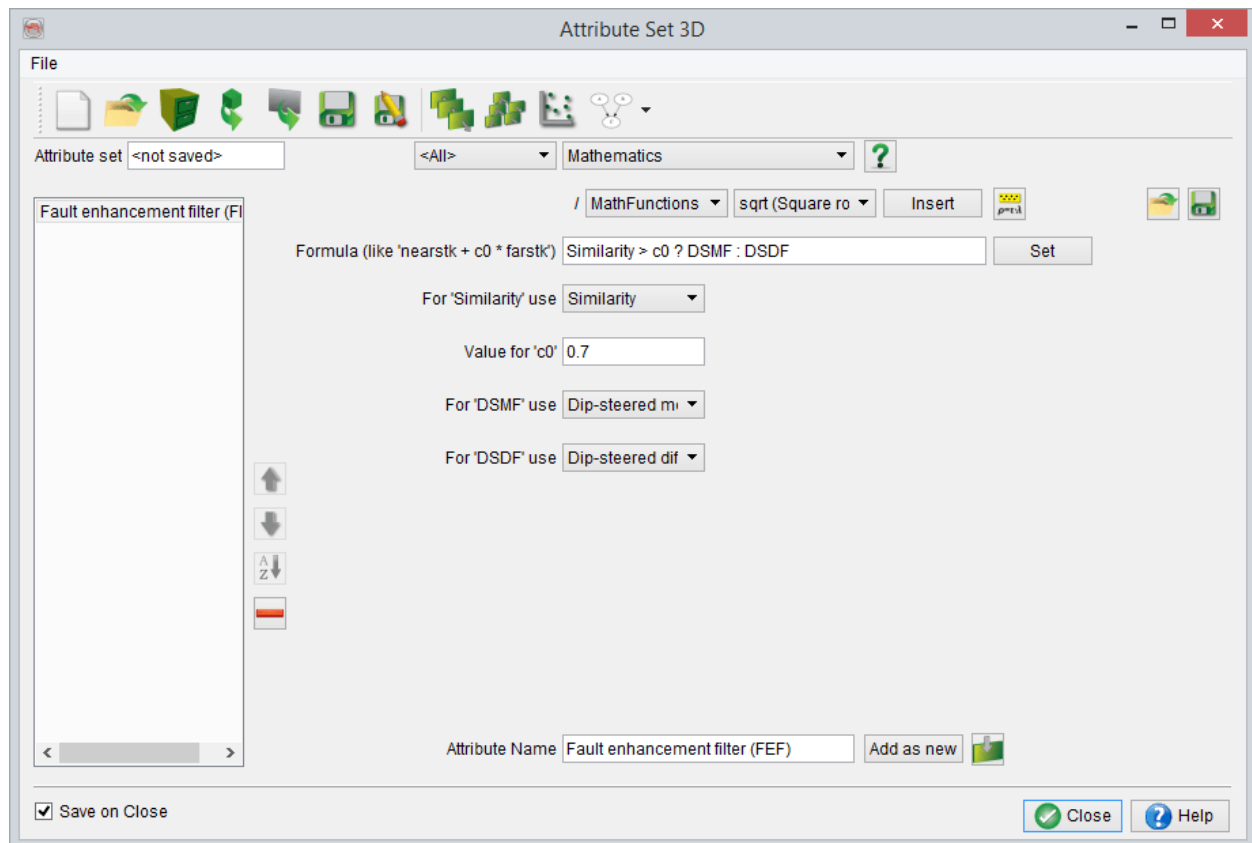 Attribute Set 3D
File
Attribute set <not saved> <All> Mathematics ?
Fault enhancement filter (FI / MathFunctions sqrt (Square ro Insert
Formula (like 'nearstk + c0 * farstk') Similarity > c0 ? DSMF : DSDF Set
For 'Similarity' use Similarity
Value for 'c0' 0.7
For 'DSMF' use Dip-steered m
For 'DSDF' use Dip-steered dif
A
Z
Attribute Name Fault enhancement filter (FEF) Add as new
Save on Close Close ? Help